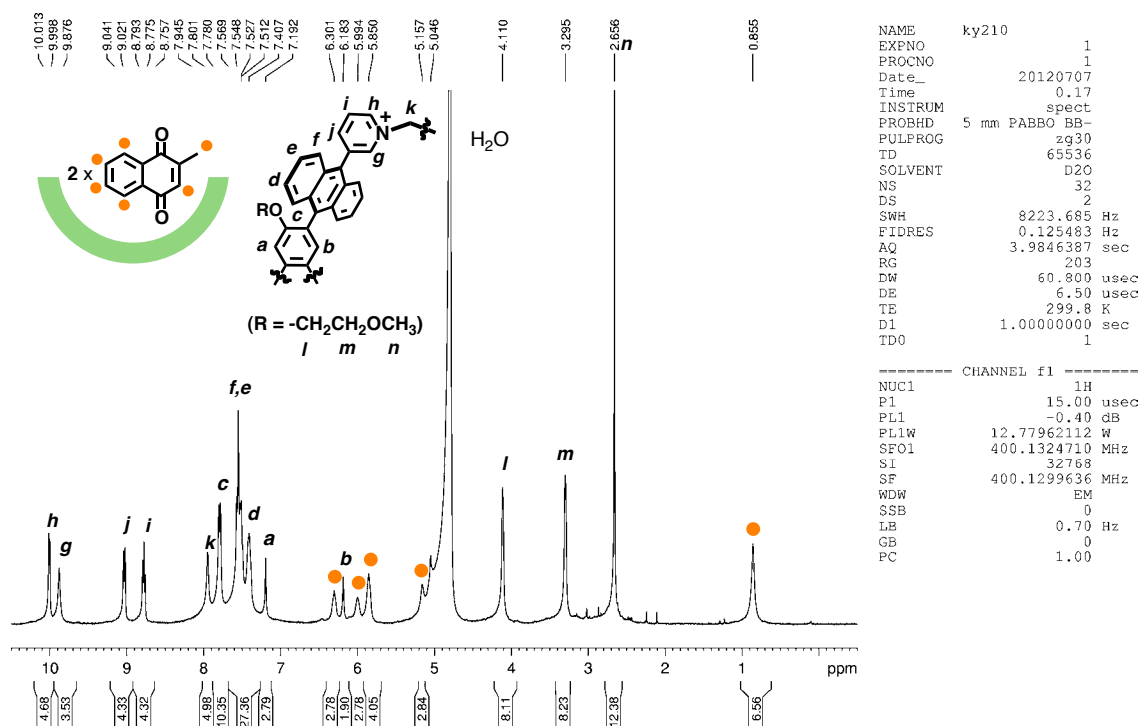 10.013
9.998
9.876
9.041
9.021
8.793
8.775
8.757
7.945
7.801
7.780
7.569
7.548
7.527
7.512
7.407
7.192
6.301
6.183
5.994
5.850
5.157
5.046
4.110
3.295
2.656
0.855
n
i
h
k
j
+
N
g
f
e
d
c
RO
a
b
O
2 x
O
H2O
(R = -CH2CH2OCH3)
l m n
h
g
j
i
k
c
f,e
d
a
b
l
m
10 9 8 7 6 5 4 3 2 1 ppm
4.68
3.53
4.33
4.32
4.98
10.35
27.36
2.79
2.78
1.90
2.78
4.05
2.84
8.11
8.23
12.38
6.56
NAME ky210
EXPNO 1
PROCNO 1
Date_ 20120707
Time 0.17
INSTRUM spect
PROBHD 5 mm PABBO BB-
PULPROG zg30
TD 65536
SOLVENT D2O
NS 32
DS 2
SWH 8223.685 Hz
FIDRES 0.125483 Hz
AQ 3.9846387 sec
RG 203
DW 60.800 usec
DE 6.50 usec
TE 299.8 K
D1 1.00000000 sec
TD0 1
======== CHANNEL f1 ========
NUC1 1H
P1 15.00 usec
PL1 -0.40 dB
PL1W 12.77962112 W
SFO1 400.1324710 MHz
SI 32768
SF 400.1299636 MHz
WDW EM
SSB 0
LB 0.70 Hz
GB 0
PC 1.00